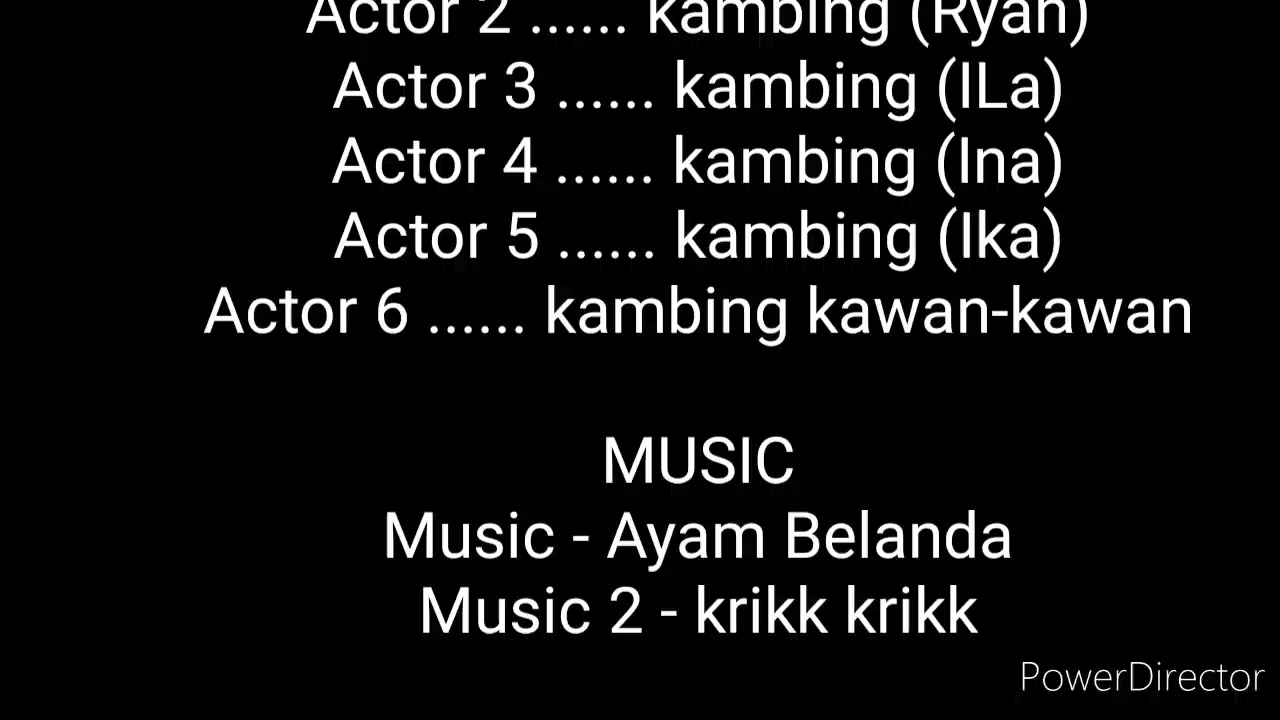 Actor 2 ...... kambing (Ryan)
Actor 3 ...... kambing (ILa)
Actor 4 ...... kambing (Ina)
Actor 5 ...... kambing (Ika)
Actor 6 ...... kambing kawan-kawan
MUSIC
Music - Ayam Belanda
Music 2 - krikk krikk
PowerDirector